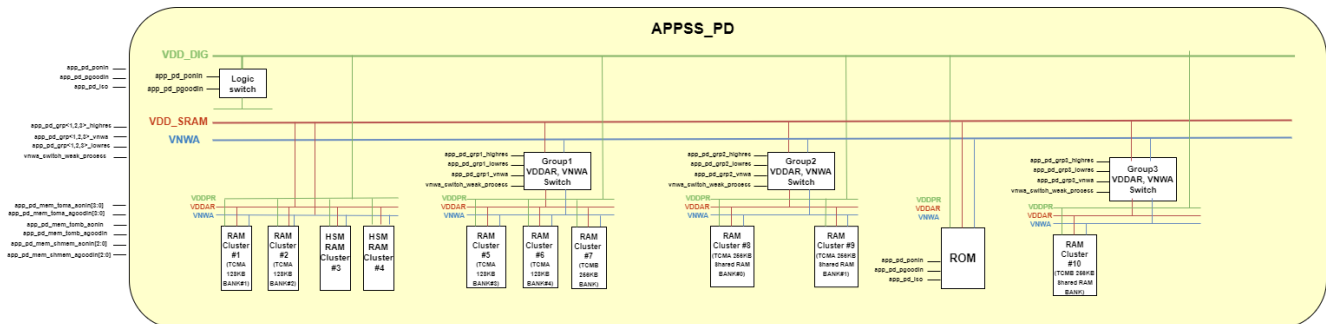 APPSS_PD
VDD_DIG
app_pd_ponin
app_pd_pgoodin
app_pd_iso
app_pd_ponin
app_pd_pgoodin
Logic
switch
VDD_SRAM
VNWA
app_pd_grp<1,2,3>_highres
app_pd_grp<1,2,3>_vnwa
app_pd_grp<1,2,3>_lowres
vnwa_switch_weak_process
app_pd_grp1_highres
app_pd_grp1_lowres
app_pd_grp1_vnwa
vnwa_switch_weak_process
Group1
VDDAR, VNWA
Switch
app_pd_grp2_highres
app_pd_grp2_lowres
app_pd_grp2_vnwa
vnwa_switch_weak_process
Group2
VDDAR, VNWA
Switch
app_pd_grp3_highres
app_pd_grp3_lowres
app_pd_grp3_vnwa
vnwa_switch_weak_process
Group3
VDDAR, VNWA
Switch
app_pd_mem_tcma_aonin[3:0]
app_pd_mem_tcma_agoodin[3:0]
app_pd_mem_tcmb_aonin
app_pd_mem_tcmb_agoodin
app_pd_mem_shmem_aonin[2:0]
app_pd_mem_shmem_agoodin[2:0]
VDDPR
VDDAR
VNWA
RAM
Cluster
#1
(TCMA
128KB
BANK#1)
RAM
Cluster
#2
(TCMA
128KB
BANK#2)
HSM
RAM
Cluster
#3
HSM
RAM
Cluster
#4
VDDPR
VDDAR
VNWA
RAM
Cluster
#5
(TCMA
128KB
BANK#3)
RAM
Cluster
#6
(TCMA
128KB
BANK#4)
RAM
Cluster
#7
(TCMB
256KB
BANK)
VDDPR
VDDAR
VNWA
RAM
Cluster #8
(TCMA 256KB
Shared RAM
BANK#0)
RAM
Cluster #9
(TCMA 256KB
Shared RAM
BANK#1)
VDDPR
VDDAR
VNWA
ROM
app_pd_ponin
app_pd_pgoodin
app_pd_iso
VDDPR
VDDAR
VNWA
RAM
Cluster
#10
(TCMB 256KB
Shared RAM
BANK)